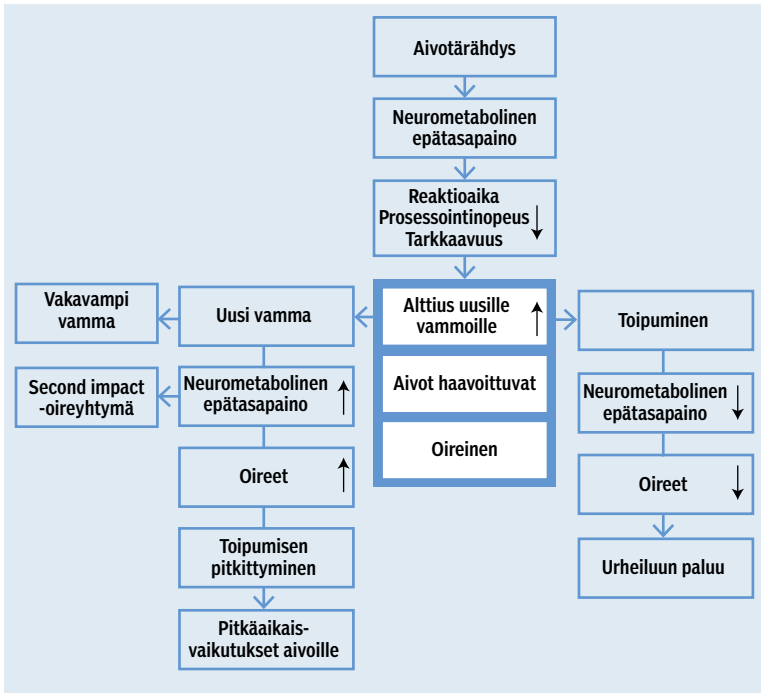 Aivotärähdys
Neurometabolinen
epätasapaino
Reaktioaika
Prosessointinopeus
Tarkkaavuus
Alttius uusille
vammoille
Aivot haavoittuvat
Oireinen
Vakavampi
vamma
Uusi vamma
Second impact
-oireyhtymä
Neurometabolinen
epätasapaino
Oireet
Toipumisen
pitkittyminen
Pitkäaikais-
vaikutukset aivoille
Toipuminen
Neurometabolinen
epätasapaino
Oireet
Urheiluun paluu